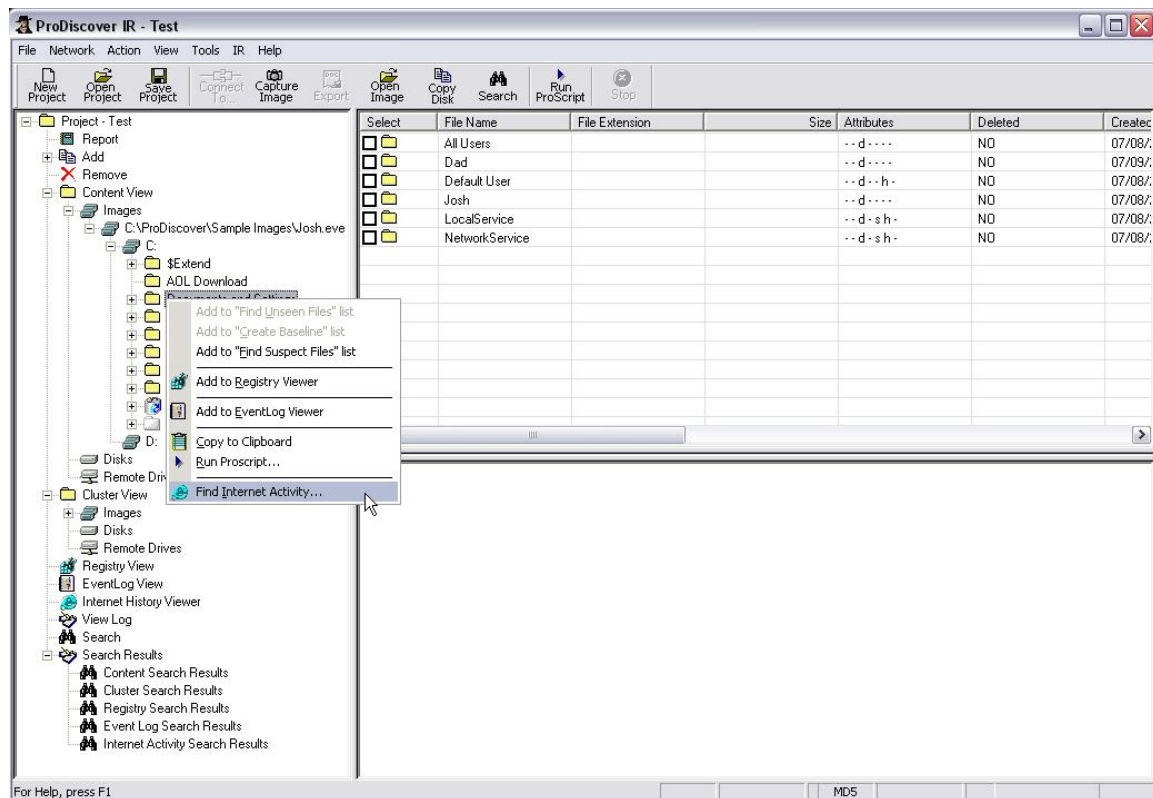 ProDiscover IR - Test
File Network Action View Tools IR Help
New Project
Open Project
Save Project
Connect To...
Capture Image
Export
Open Image
Copy Disk
Search
Run ProScript
Stop
Project - Test
Report
Add
Remove
Content View
Images
C:\ProDiscover\Sample Images\Josh.eve
C:
$Extend
AOL Download
Documents and Settings
Add to "Find Unseen Files" list
Add to "Create Baseline" list
Add to "Find Suspect Files" list
Add to Registry Viewer
Add to EventLog Viewer
Copy to Clipboard
Run Proscript...
Find Internet Activity...
D:
Disks
Remote Driv
Cluster View
Images
Disks
Remote Drives
Registry View
EventLog View
Internet History Viewer
View Log
Search
Search Results
Content Search Results
Cluster Search Results
Registry Search Results
Event Log Search Results
Internet Activity Search Results
Select File Name File Extension Size Attributes Deleted Created
All Users - - d - - - - NO 07/08/
Dad - - d - - - - NO 07/09/
Default User - - d - - h - NO 07/08/
Josh - - d - - - - NO 07/08/
LocalService - - d - s h - NO 07/08/
NetworkService - - d - s h - NO 07/08/
For Help, press F1
MD5